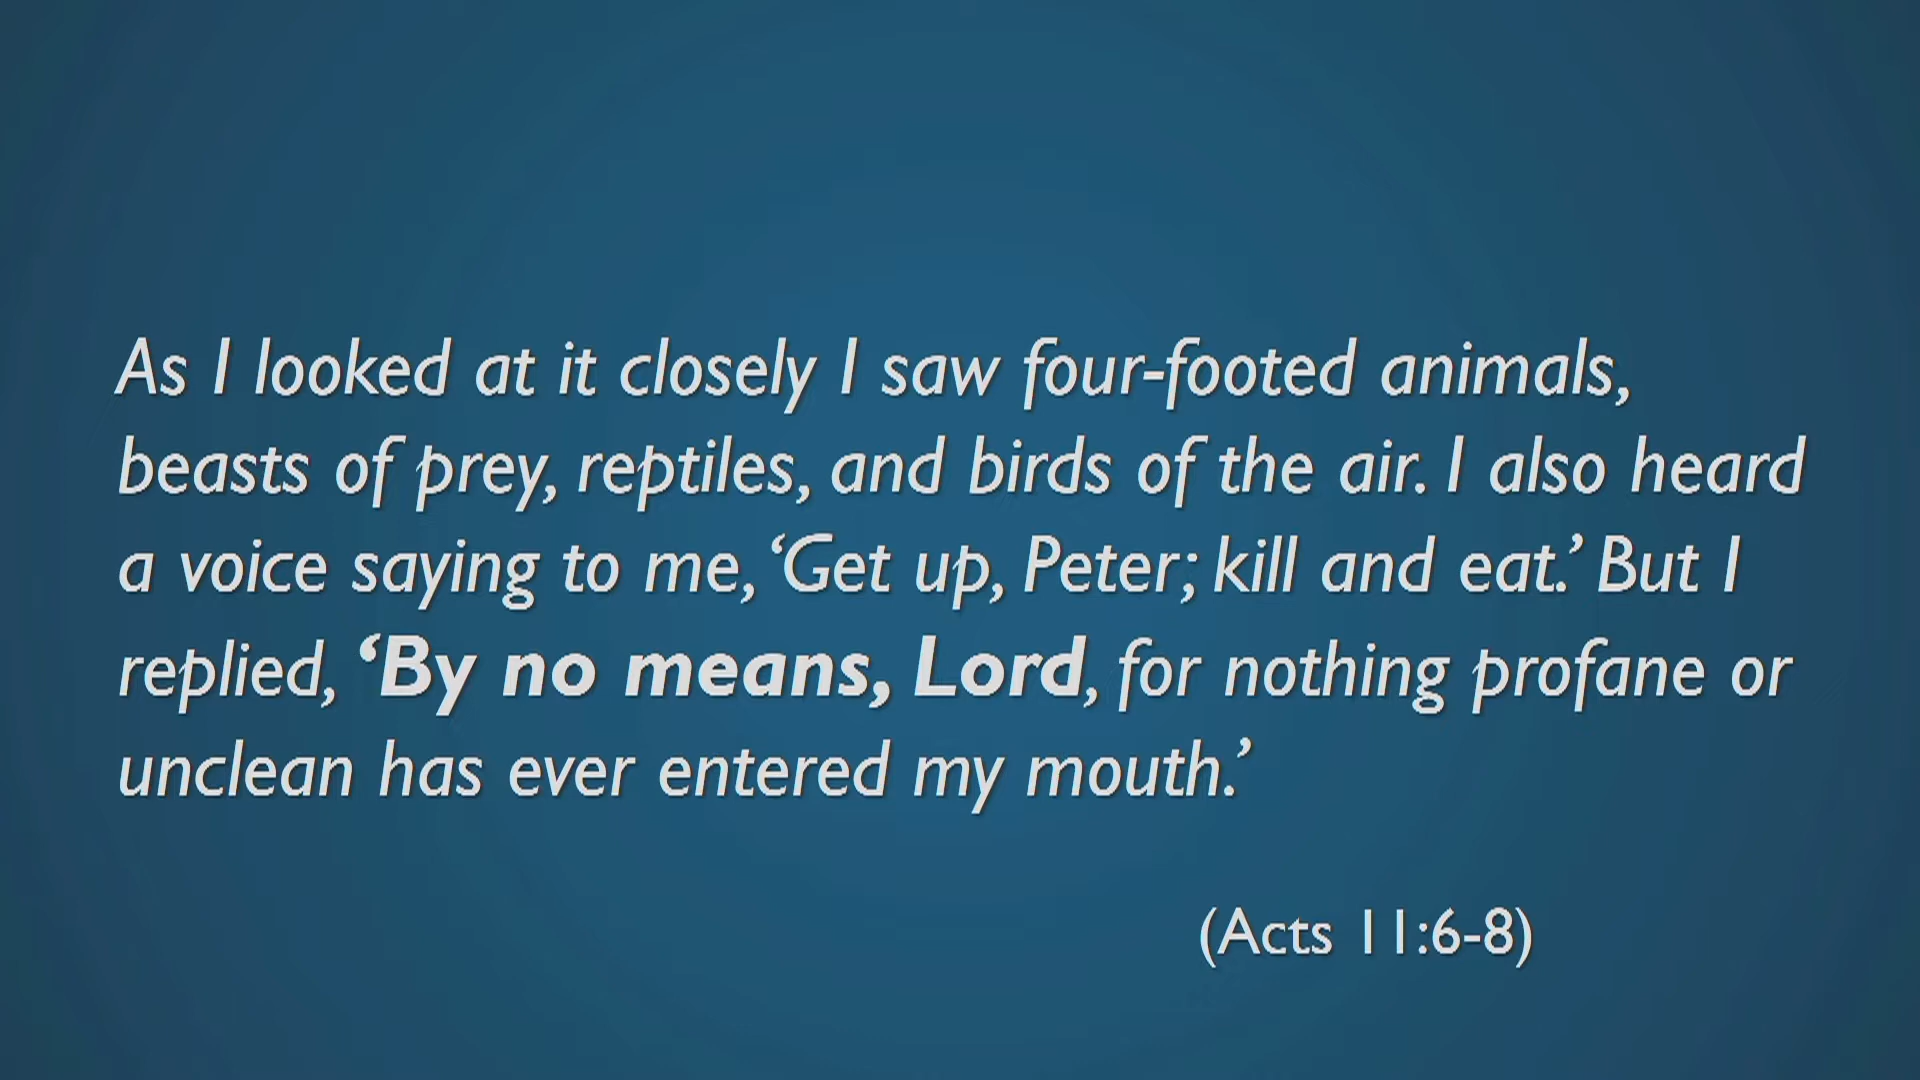 As I looked at it closely I saw four-footed animals,
beasts of prey, reptiles, and birds of the air. I also heard
a voice saying to me, ‘Get up, Peter; kill and eat.’ But I
replied, ‘By no means, Lord, for nothing profane or
unclean has ever entered my mouth.’
(Acts 11:6-8)